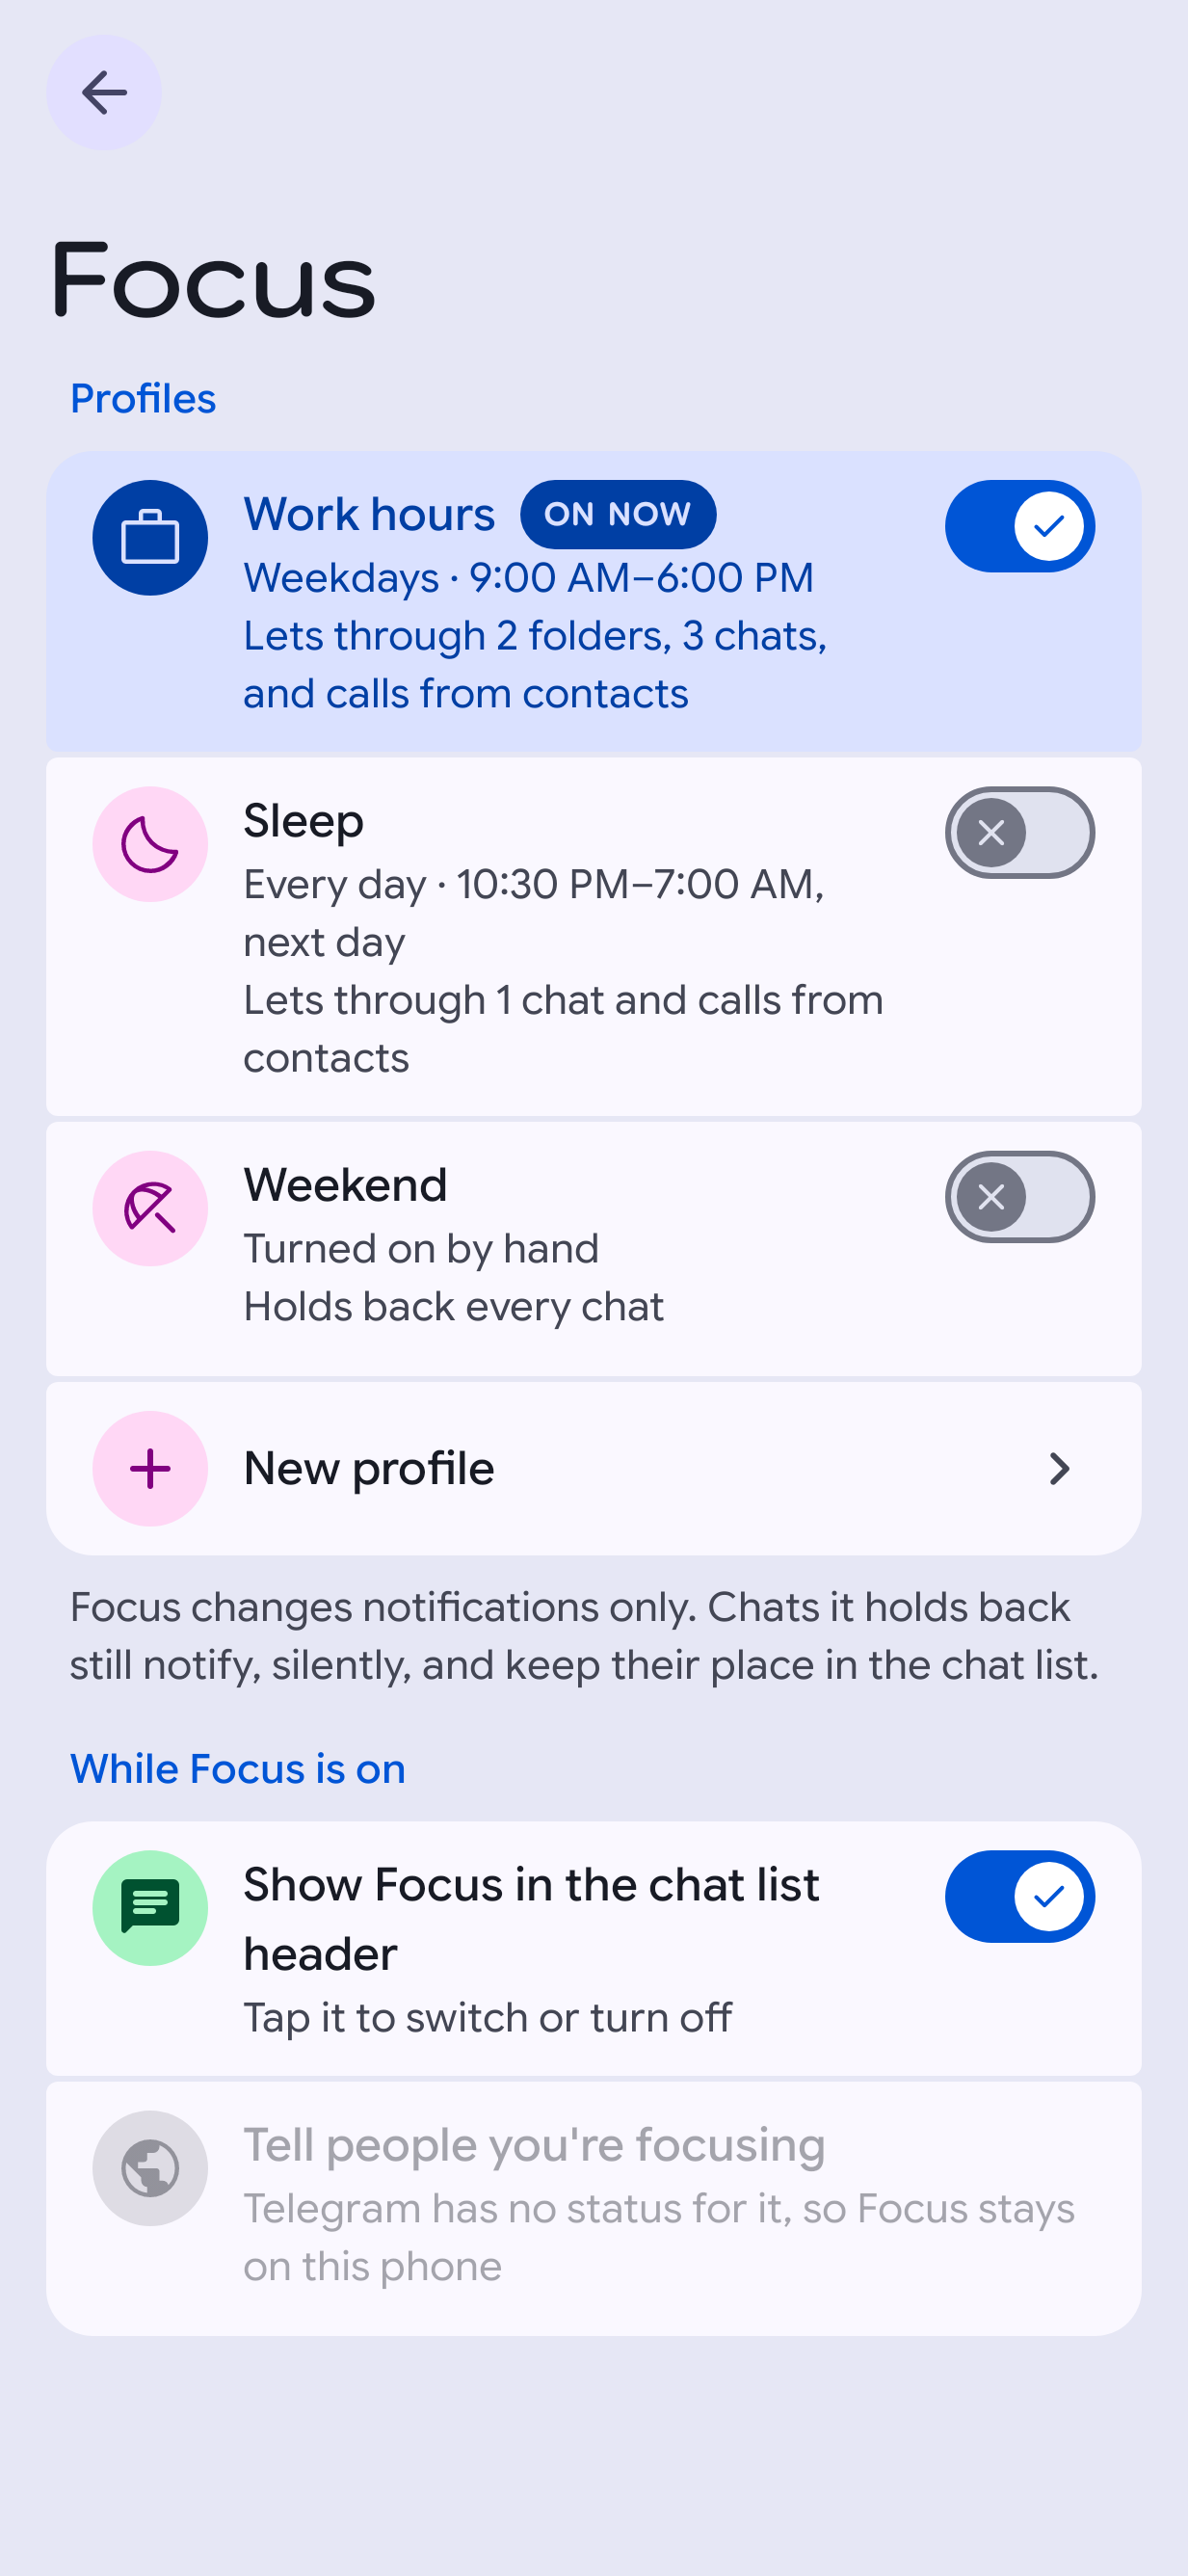 Focus
Profiles
Work hours ON NOW
Weekdays · 9:00 AM–6:00 PM
Lets through 2 folders, 3 chats,
and calls from contacts
Sleep
Every day · 10:30 PM–7:00 AM,
next day
Lets through 1 chat and calls from
contacts
Weekend
Turned on by hand
Holds back every chat
New profile
Focus changes notifications only. Chats it holds back
still notify, silently, and keep their place in the chat list.
While Focus is on
Show Focus in the chat list
header
Tap it to switch or turn off
Tell people you're focusing
Telegram has no status for it, so Focus stays
on this phone